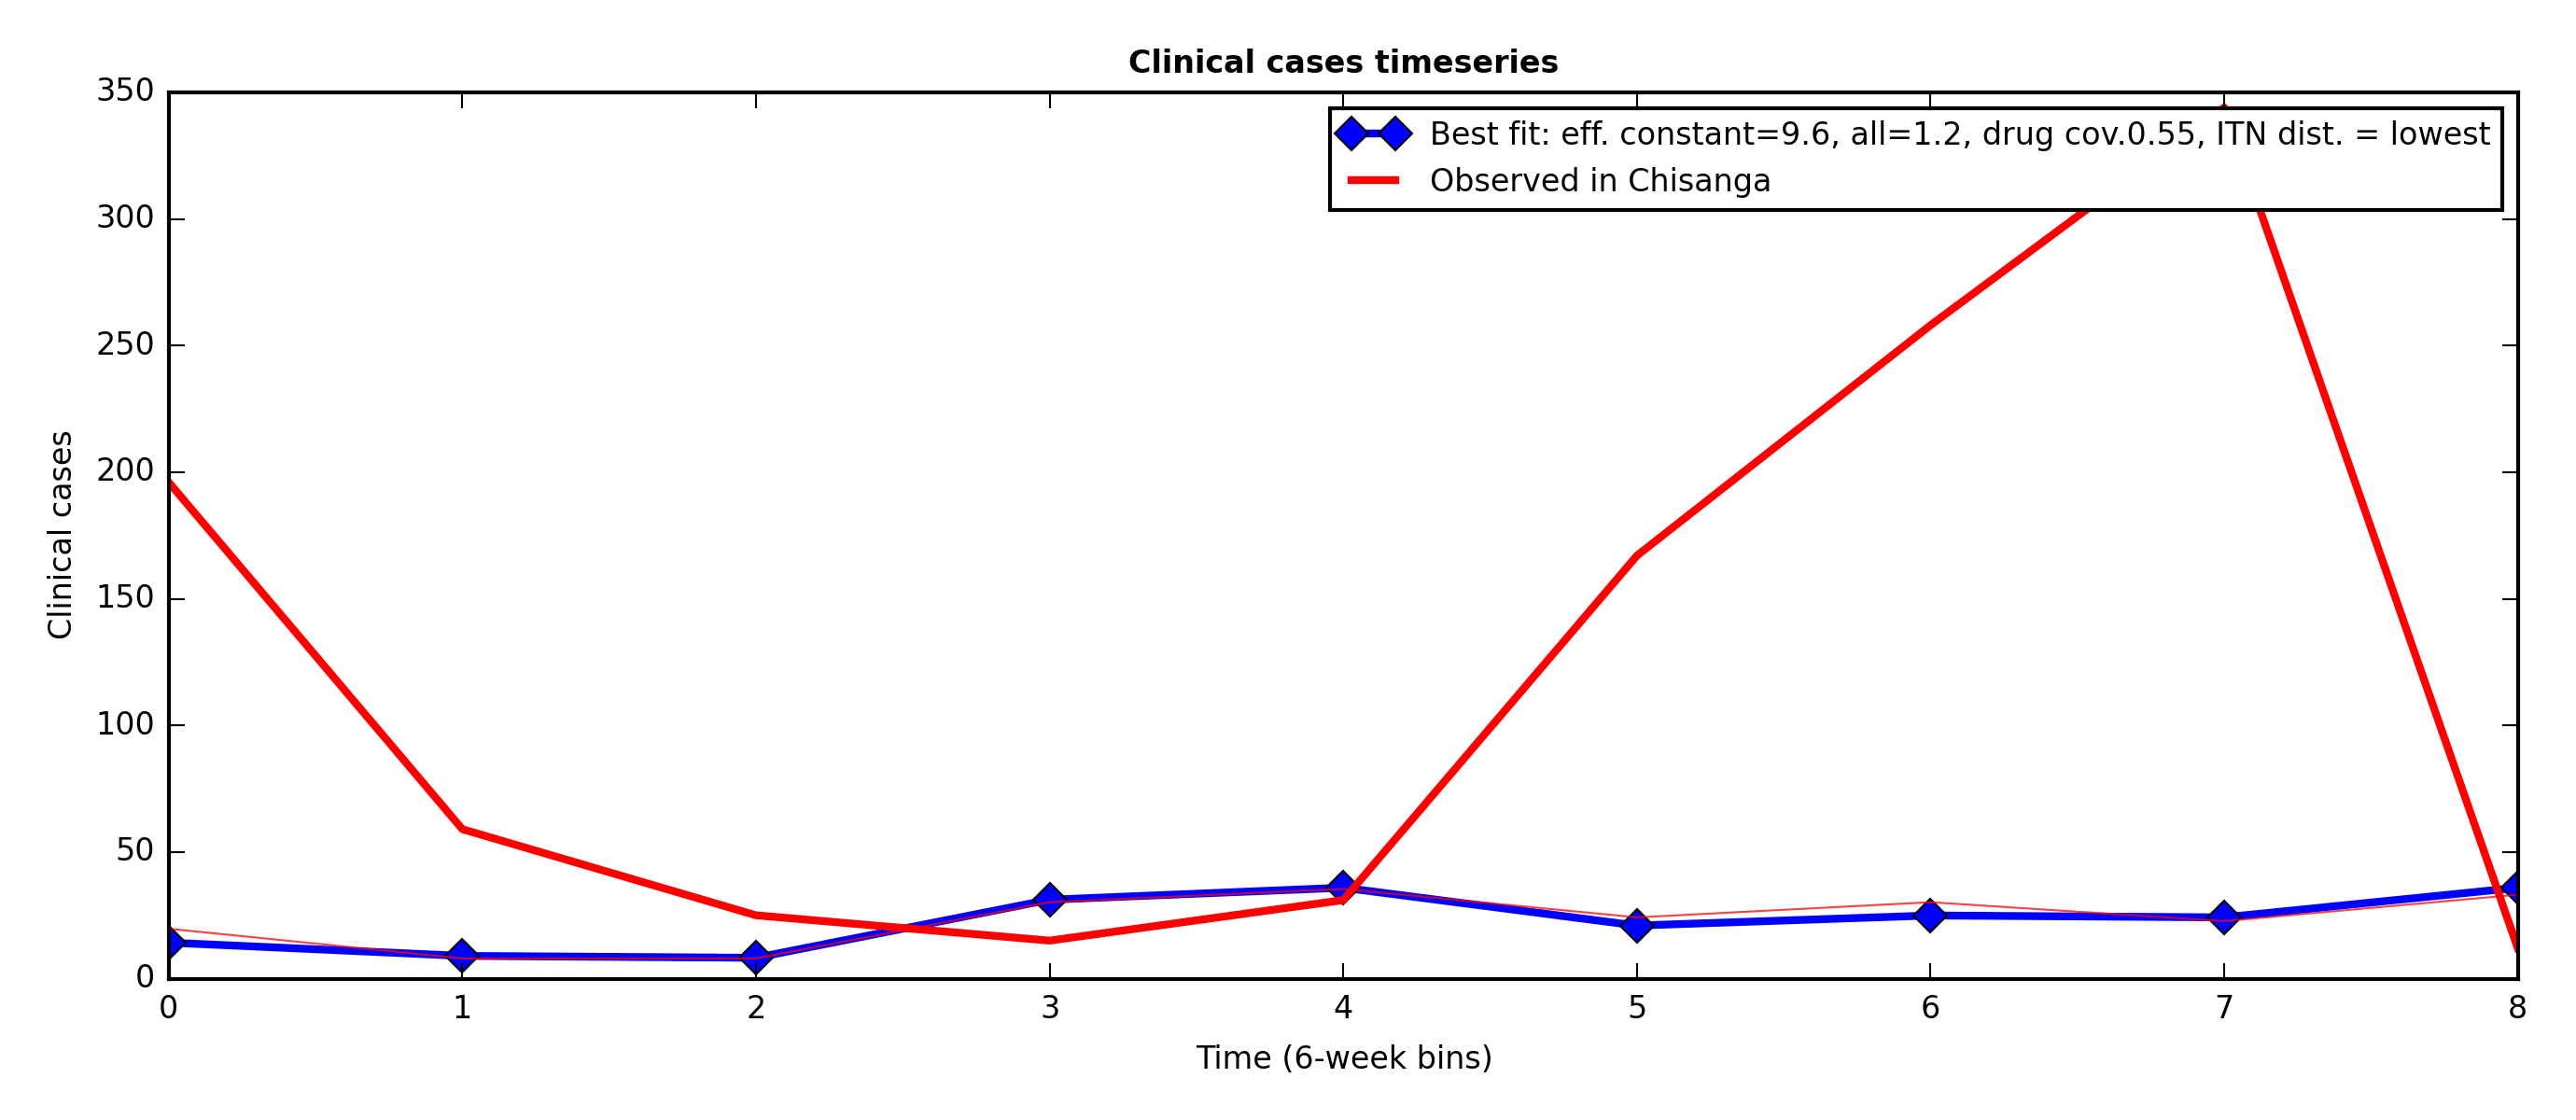 Clinical cases timeseries
350
300
250
200
150
100
50
0
Clinical cases
Best fit: eff. constant=9.6, all=1.2, drug cov.0.55, ITN dist. = lowest
Observed in Chisanga
0 1 2 3 4 5 6 7 8
Time (6-week bins)